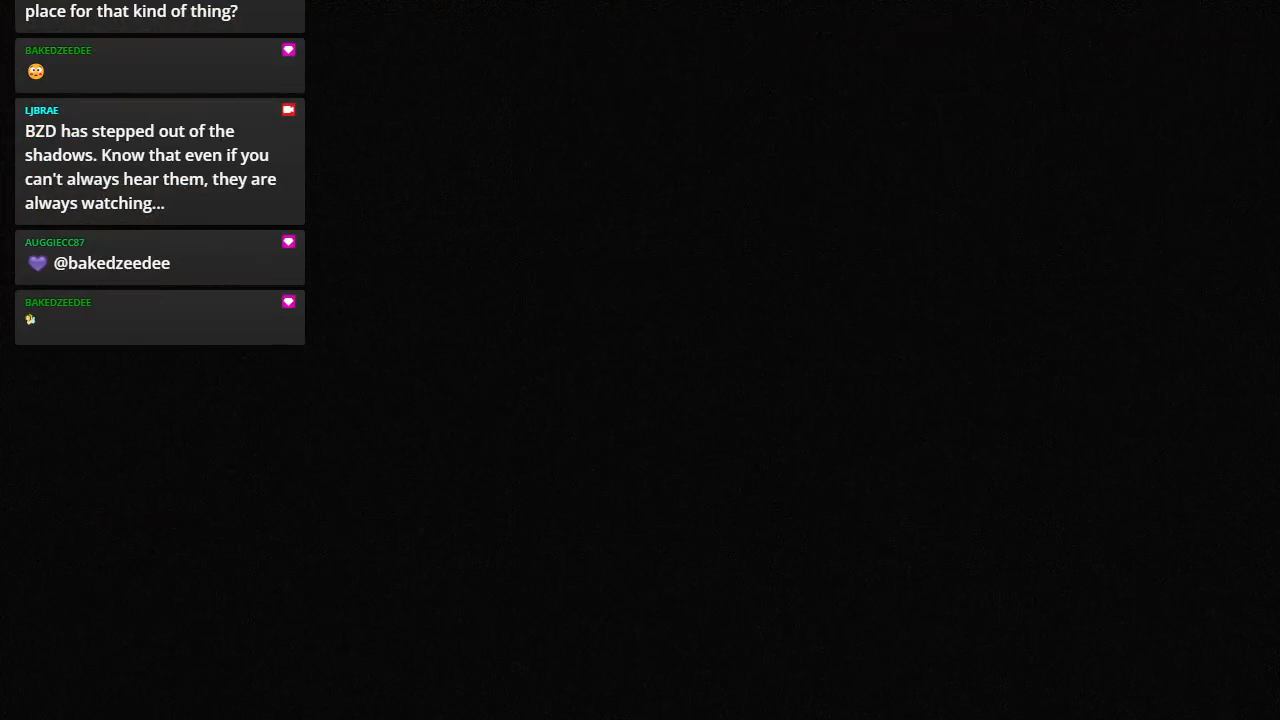 place for that kind of thing?
BAKEDZEEDEE
LJBRAE
BZD has stepped out of the
shadows. Know that even if you
can't always hear them, they are
always watching...
AUGGIECC87
@bakedzeedee
BAKEDZEEDEE